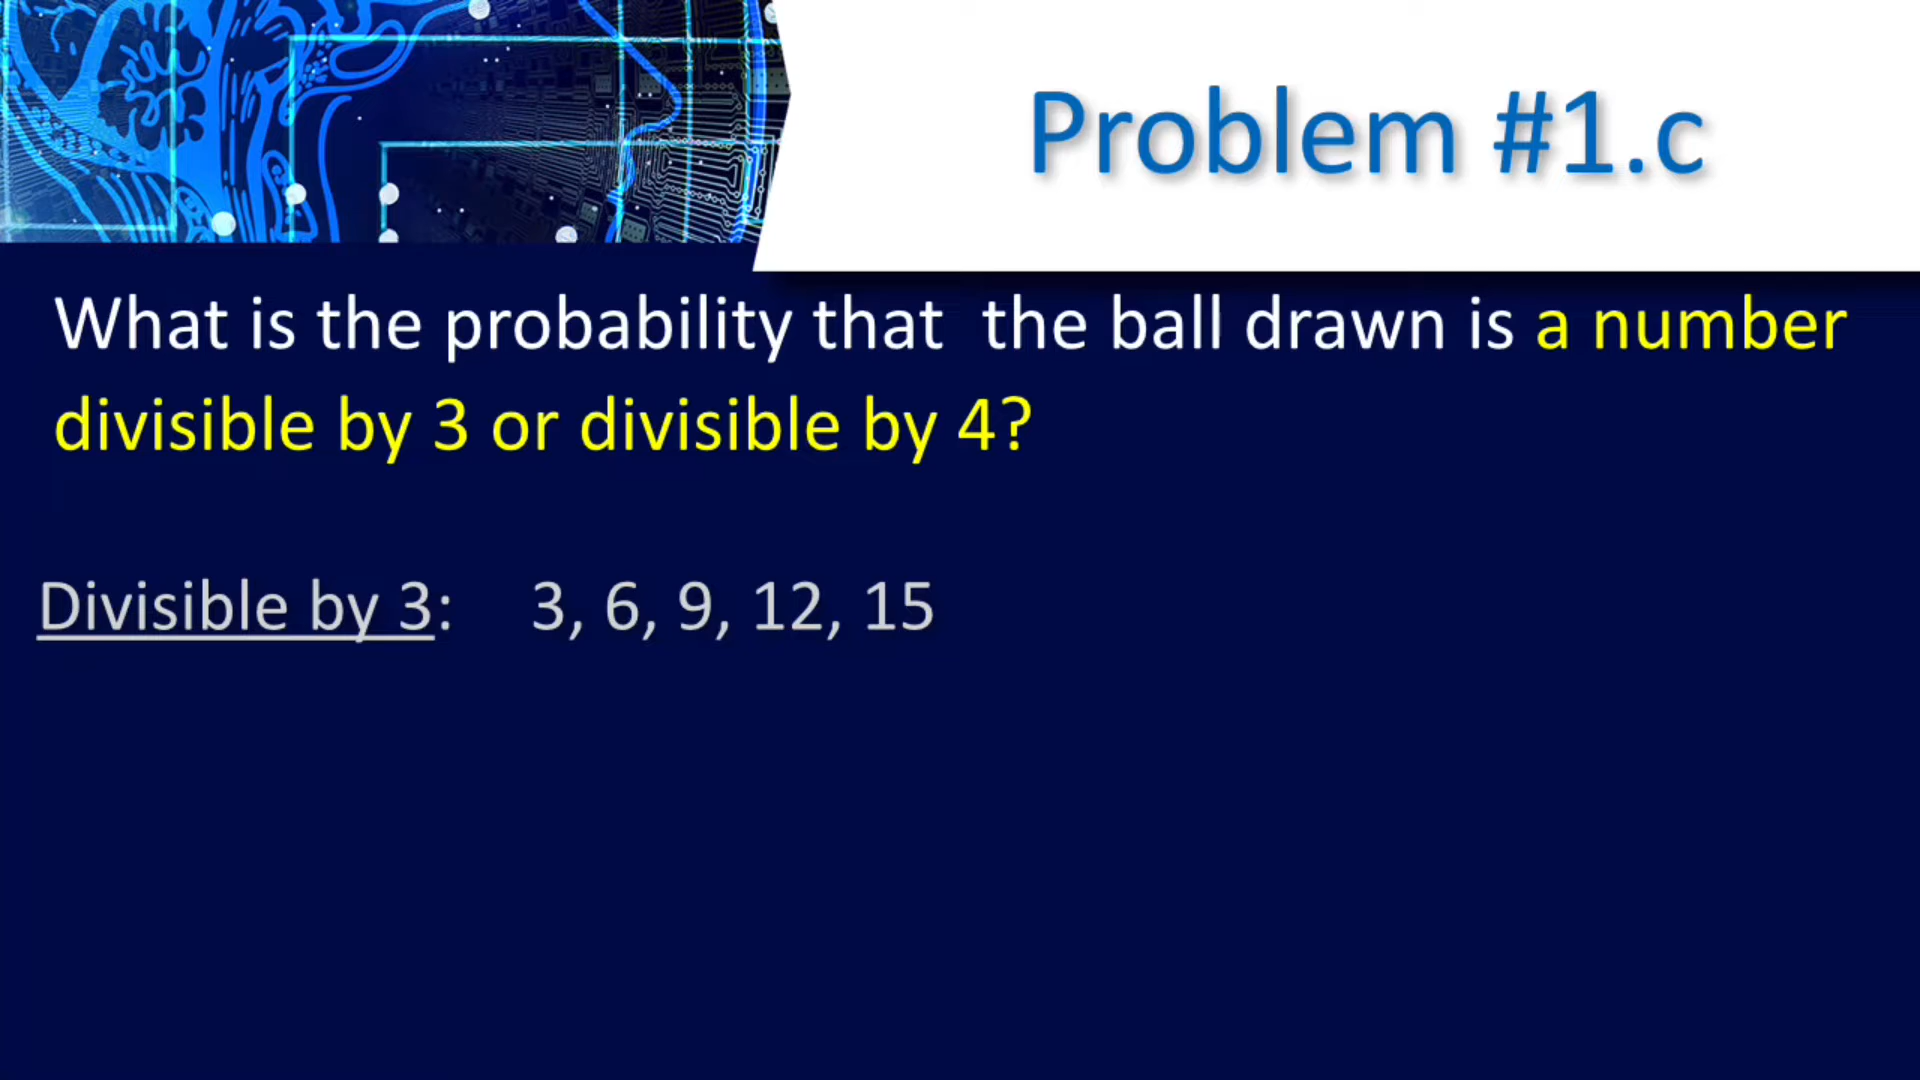 Problem #1.c
What is the probability that the ball drawn is a number
divisible by 3 or divisible by 4?
Divisible by 3: 3, 6, 9, 12, 15